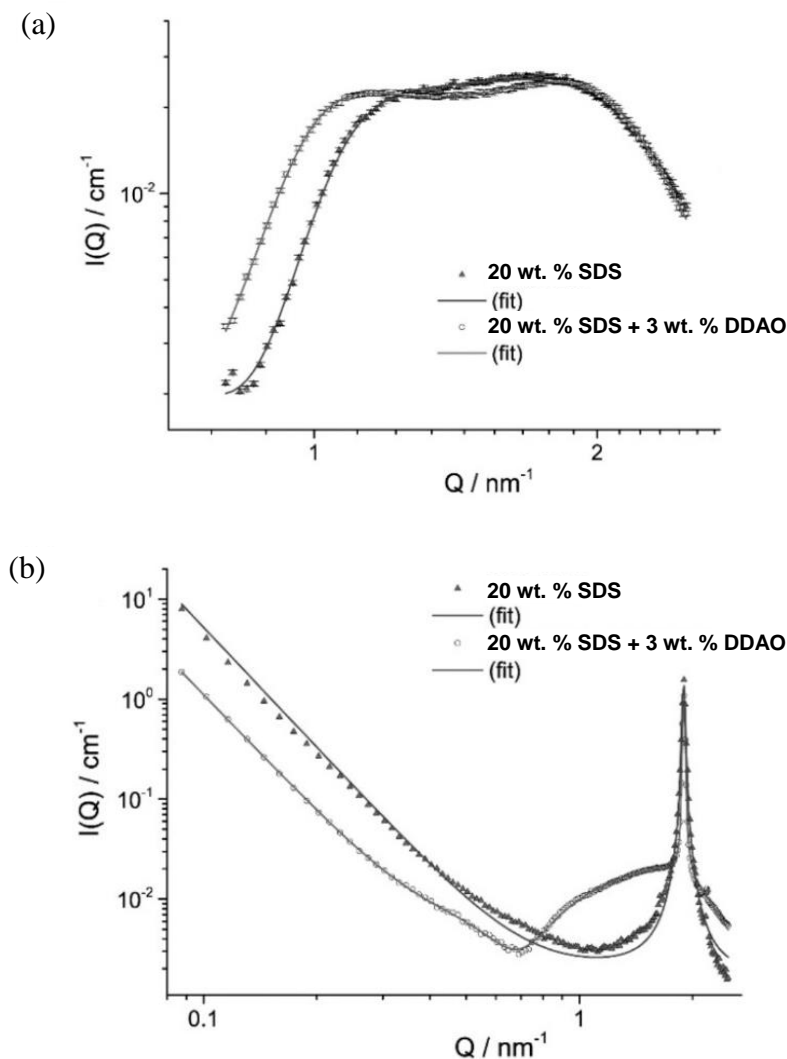 (a)
I(Q) / cm⁻¹
10⁻²
20 wt. % SDS
(fit)
20 wt. % SDS + 3 wt. % DDAO
(fit)
1 2
Q / nm⁻¹
(b)
I(Q) / cm⁻¹
10¹
10⁰
10⁻¹
10⁻²
20 wt. % SDS
(fit)
20 wt. % SDS + 3 wt. % DDAO
(fit)
0.1 1
Q / nm⁻¹